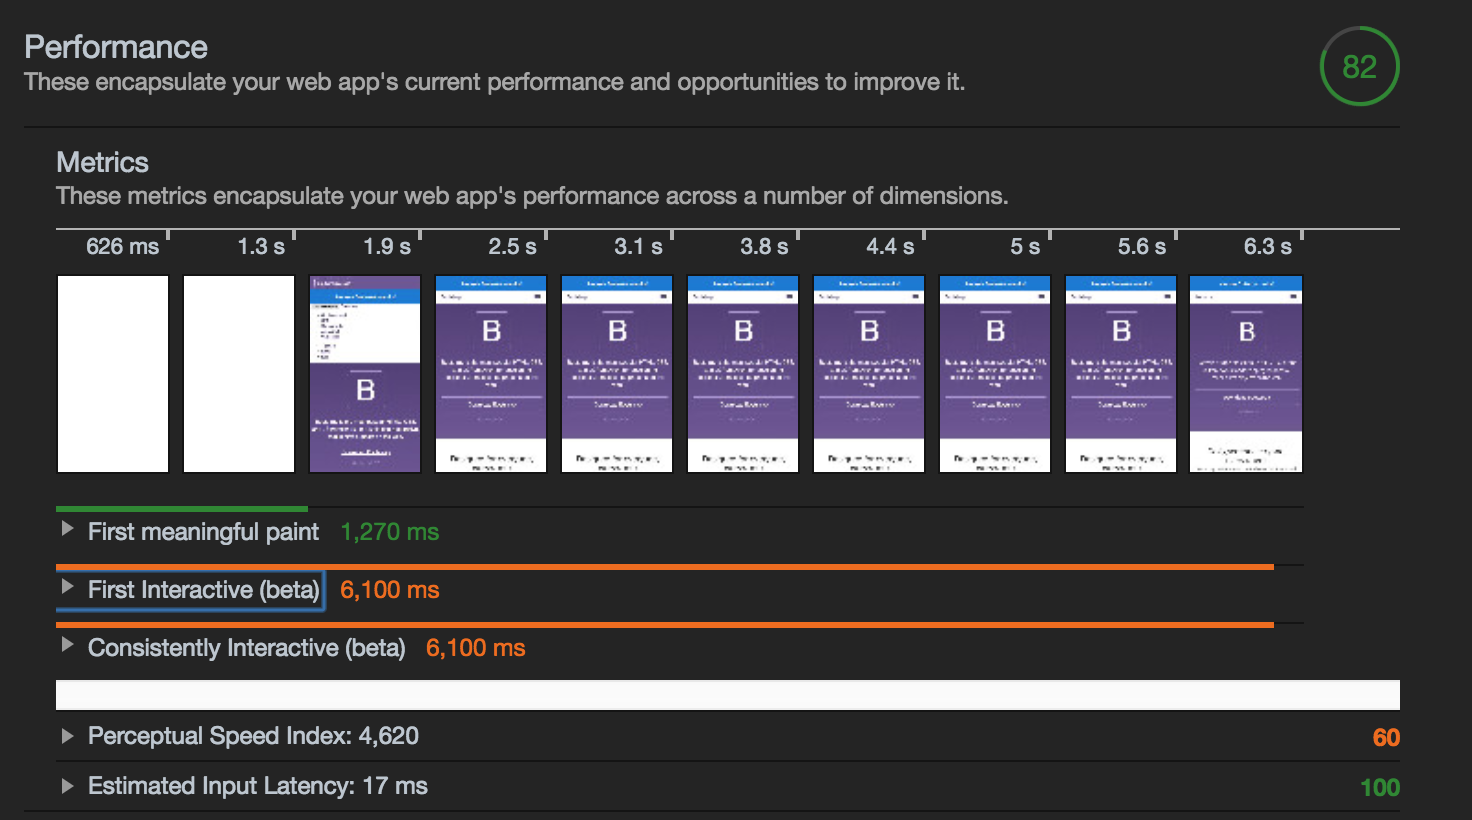 Performance
These encapsulate your web app's current performance and opportunities to improve it.
82
Metrics
These metrics encapsulate your web app's performance across a number of dimensions.
626 ms 1.3 s 1.9 s 2.5 s 3.1 s 3.8 s 4.4 s 5 s 5.6 s 6.3 s
B B B B B B B B
First meaningful paint 1,270 ms
First Interactive (beta) 6,100 ms
Consistently Interactive (beta) 6,100 ms
Perceptual Speed Index: 4,620 60
Estimated Input Latency: 17 ms 100